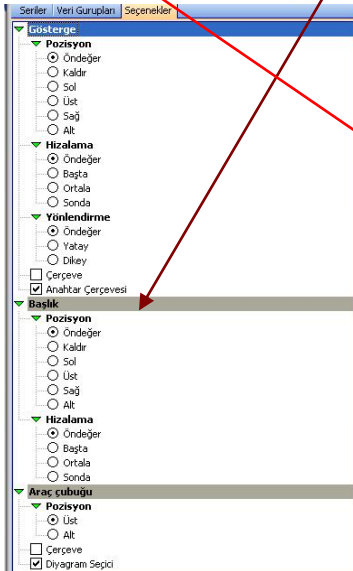 Seriler Veri Gurupları Seçenekler
Gösterge
Pozisyon
Öndeğer
Kaldır
Sol
Üst
Sağ
Alt
Hizalama
Öndeğer
Başta
Ortala
Sonda
Yönlendirme
Öndeğer
Yatay
Dikey
Çerçeve
Anahtar Çerçevesi
Başlık
Pozisyon
Öndeğer
Kaldır
Sol
Üst
Sağ
Alt
Hizalama
Öndeğer
Başta
Ortala
Sonda
Araç çubuğu
Pozisyon
Üst
Alt
Çerçeve
Diyagram Seçici